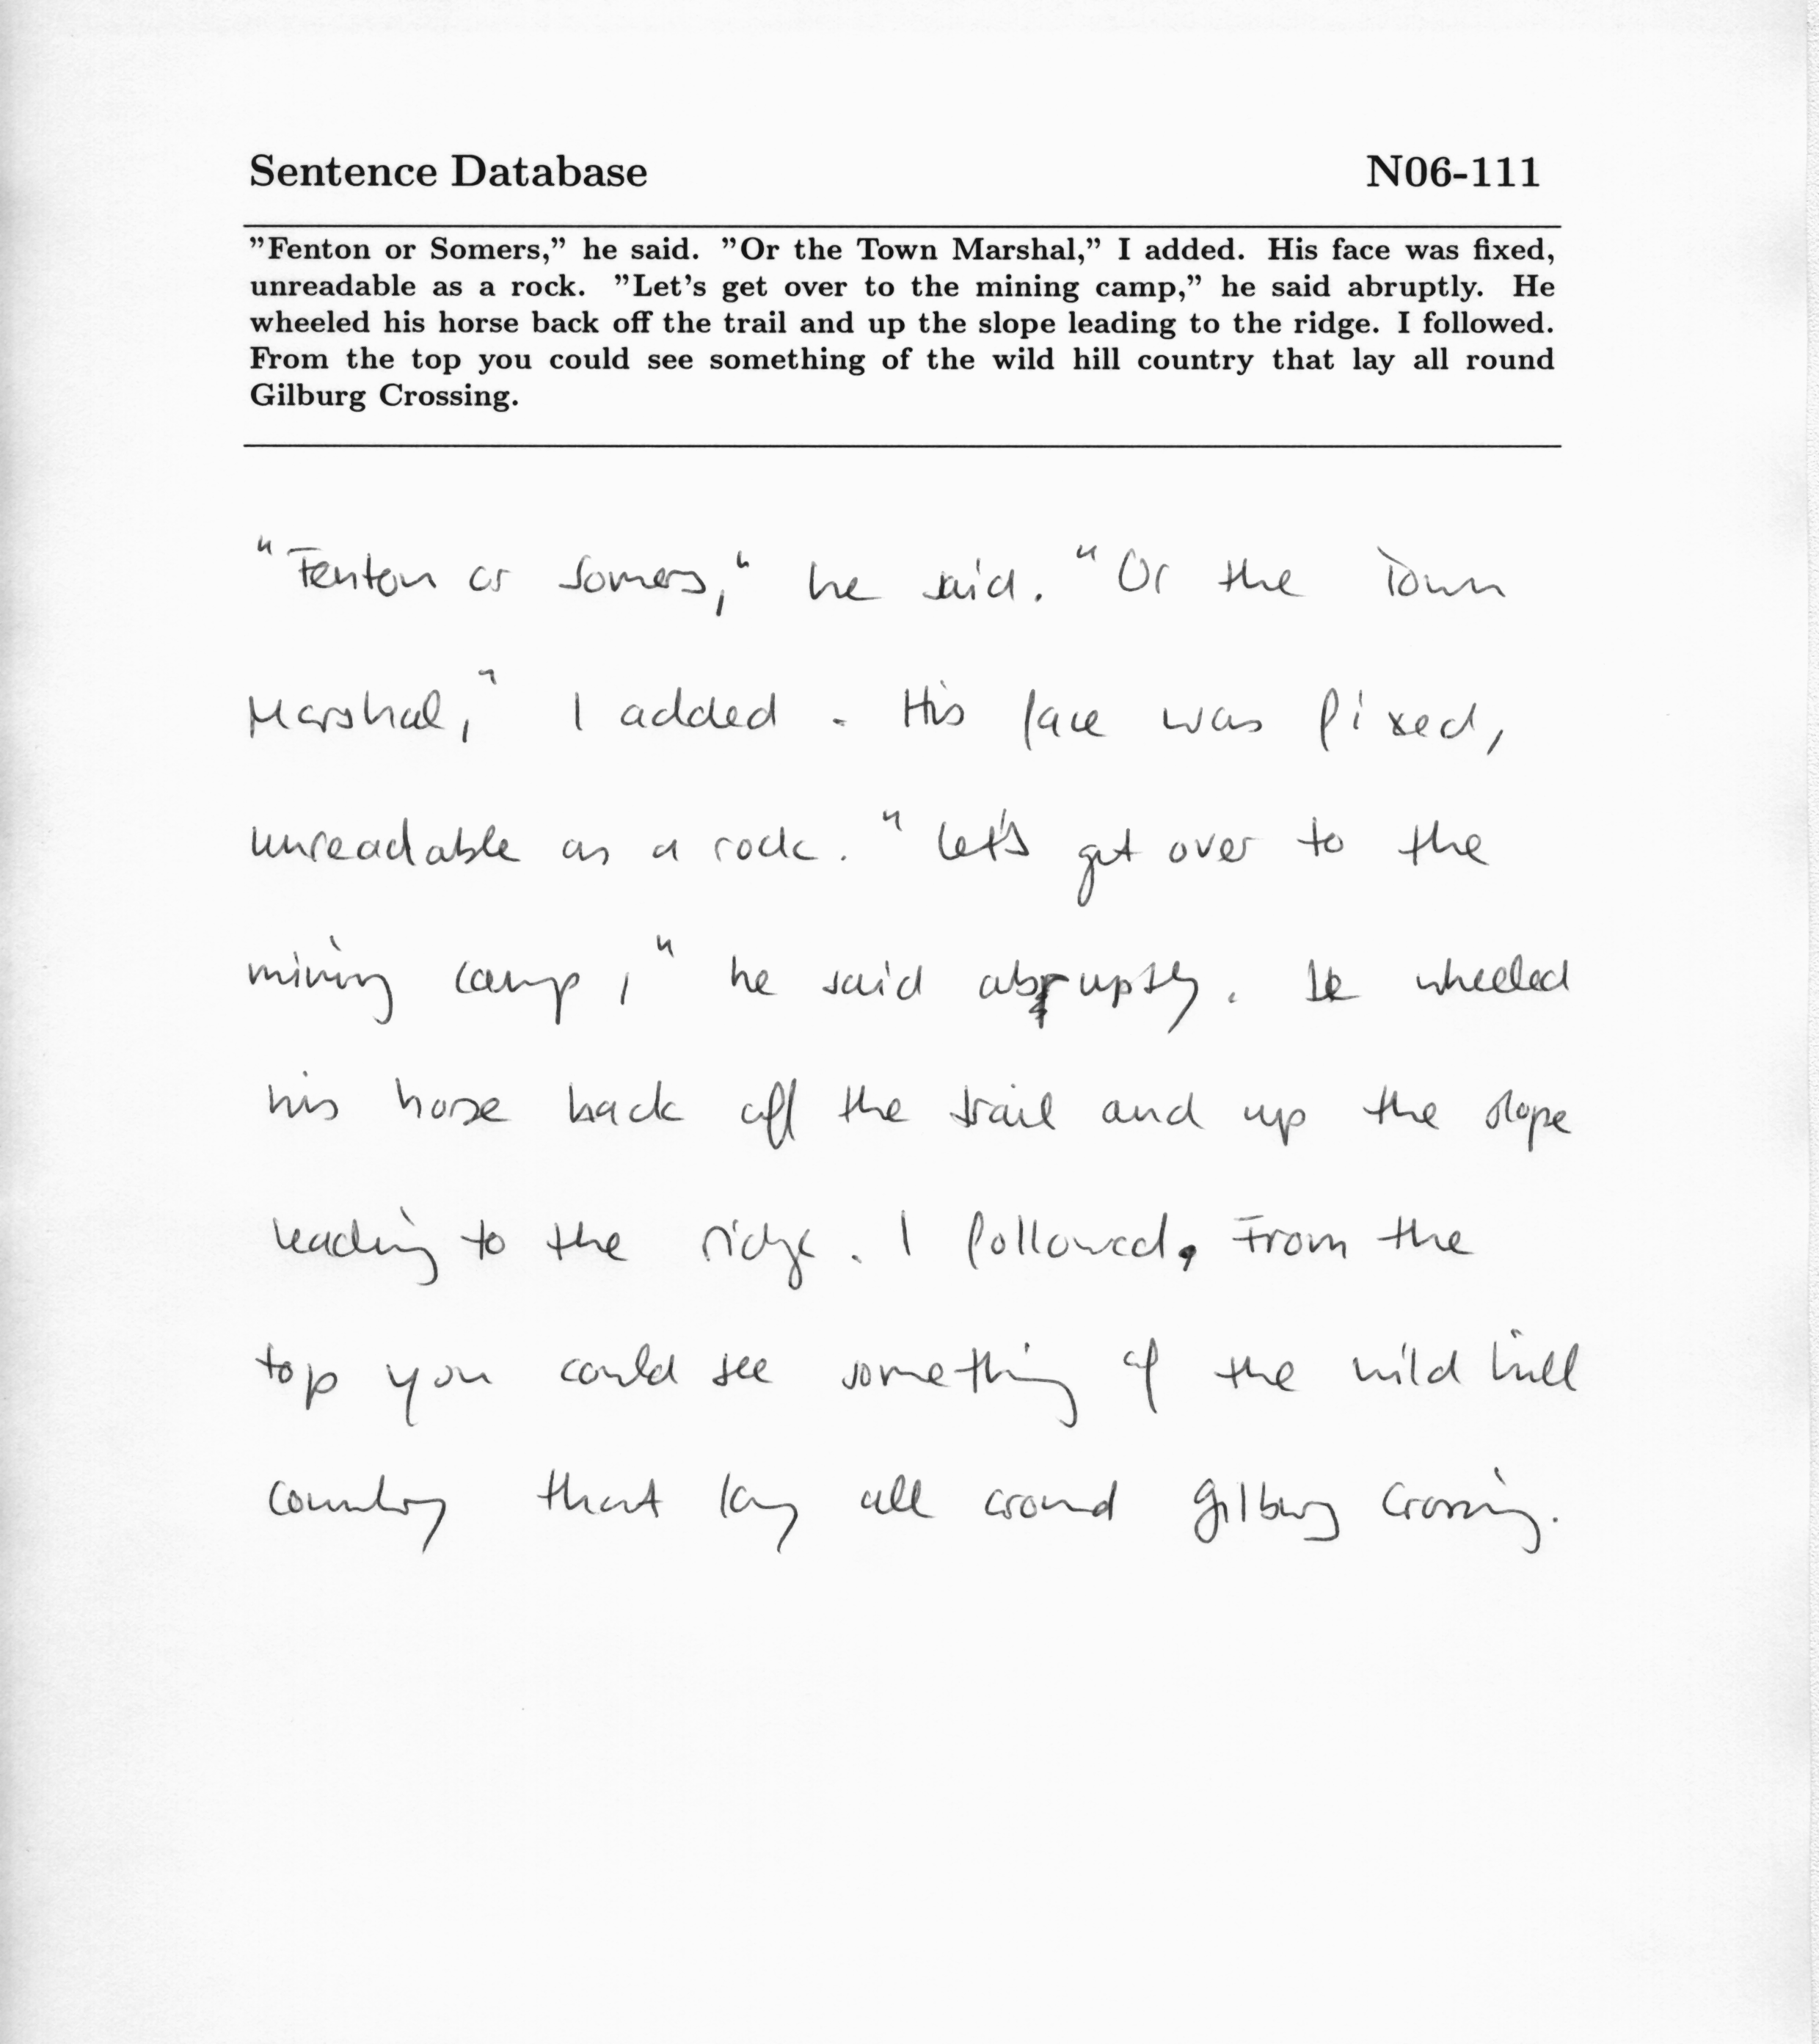 Sentence Database N06-111
”Fenton or Somers,” he said. ”Or the Town Marshal,” I added. His face was fixed,
unreadable as a rock. ”Let’s get over to the mining camp,” he said abruptly. He
wheeled his horse back off the trail and up the slope leading to the ridge. I followed.
From the top you could see something of the wild hill country that lay all round
Gilburg Crossing.
"Fenton or Somers," he said. "Or the Town
Marshal," I added. His face was fixed,
unreadable as a rock. "Let's get over to the
mining camp," he said abruptly. He wheeled
his horse back off the trail and up the slope
leading to the ridge. I followed. From the
top you could see something of the wild hill
country that lay all around Gilburg Crossing.